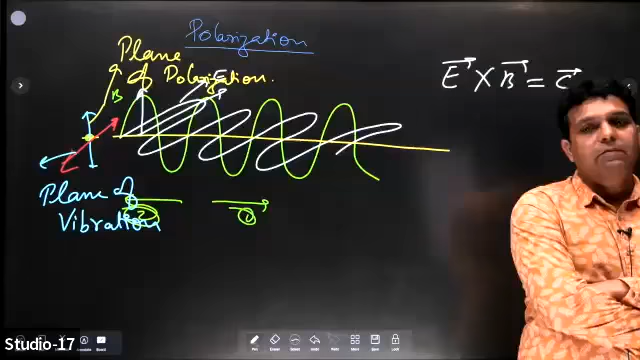 Polarization
Plane
of Polarization.
E
B
E⃗ × B⃗ = C⃗
Plane of
Vibration
Studio-17